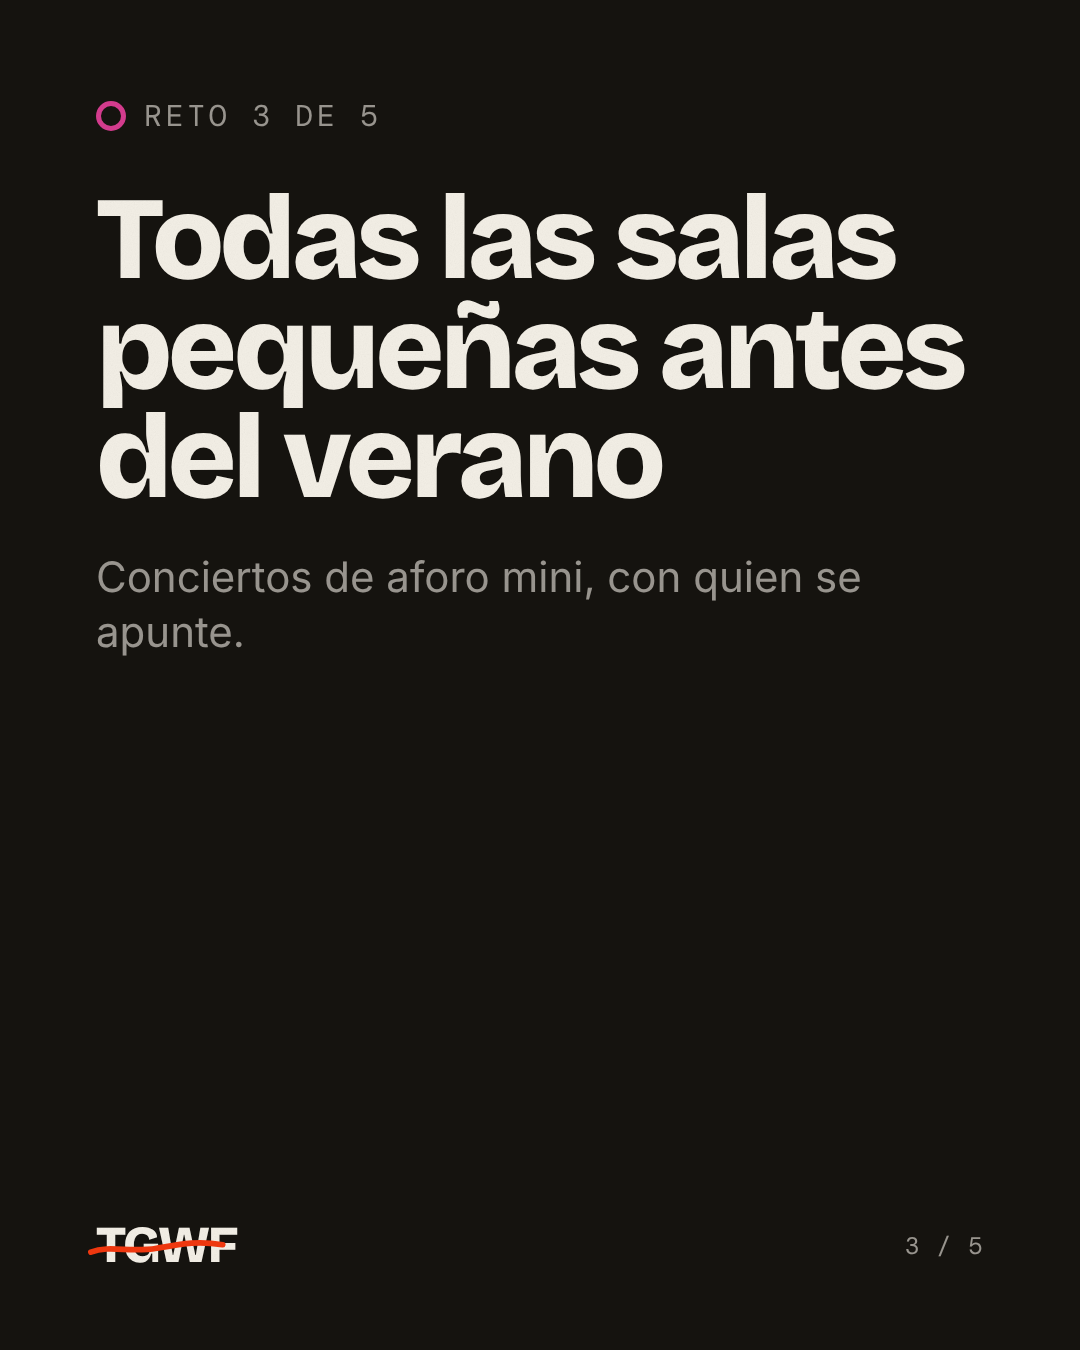 RETO 3 DE 5
Todas las salas
pequeñas antes
del verano
Conciertos de aforo mini, con quien se
apunte.
TGWF
3 / 5